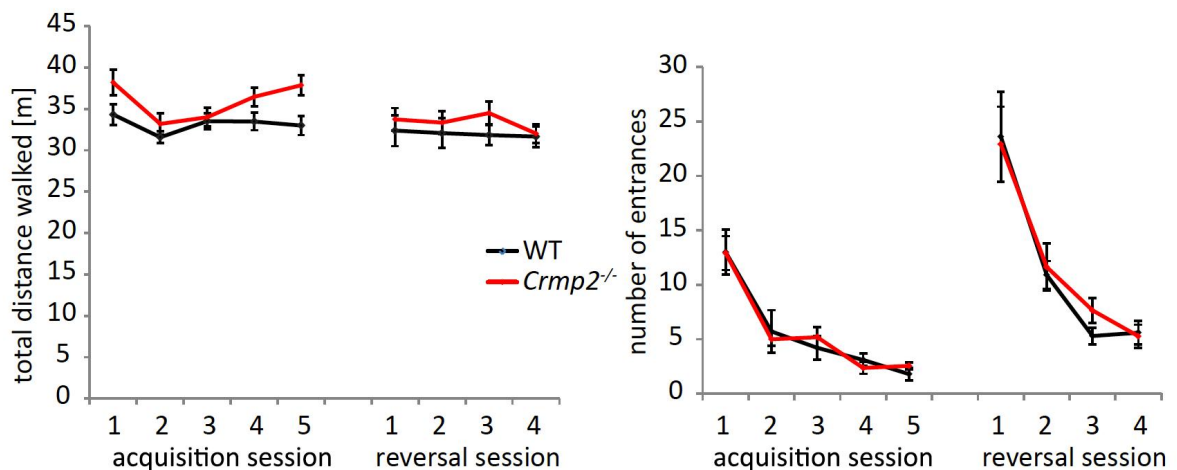 total distance walked [m]
45
40
35
30
25
20
15
10
5
0
1 2 3 4 5 1 2 3 4
acquisition session reversal session
WT
Crmp2-/-
number of entrances
30
25
20
15
10
5
0
1 2 3 4 5 1 2 3 4
acquisition session reversal session